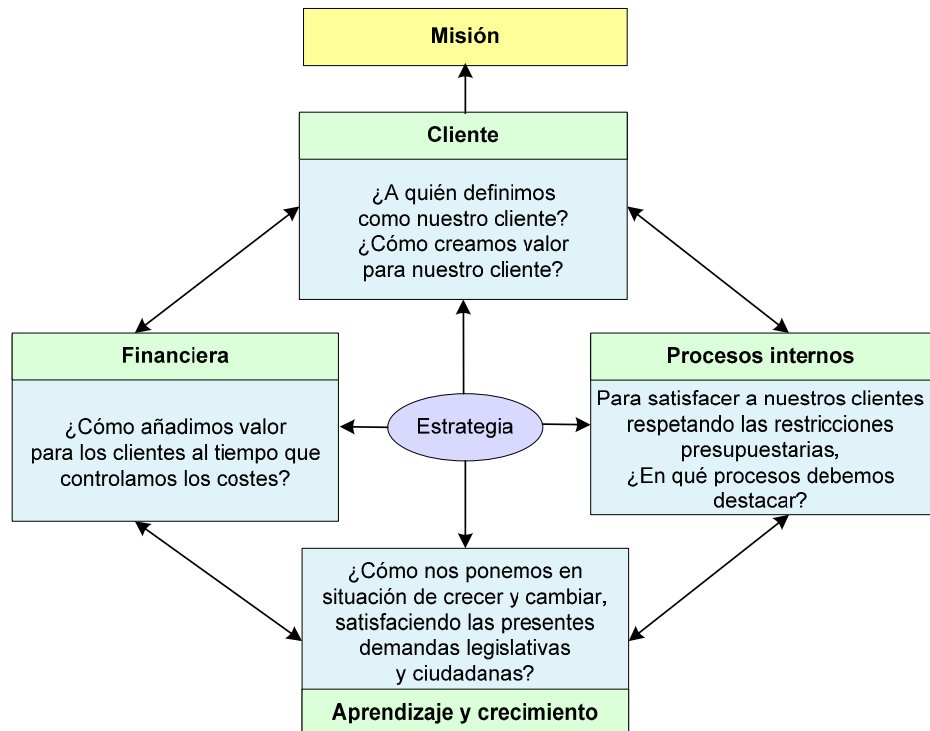 Misión
Cliente
¿A quién definimos
como nuestro cliente?
¿Cómo creamos valor
para nuestro cliente?
Financiera
¿Cómo añadimos valor
para los clientes al tiempo que
controlamos los costes?
Estrategia
Procesos internos
Para satisfacer a nuestros clientes
respetando las restricciones
presupuestarias,
¿En qué procesos debemos
destacar?
¿Cómo nos ponemos en
situación de crecer y cambiar,
satisfaciendo las presentes
demandas legislativas
y ciudadanas?
Aprendizaje y crecimiento